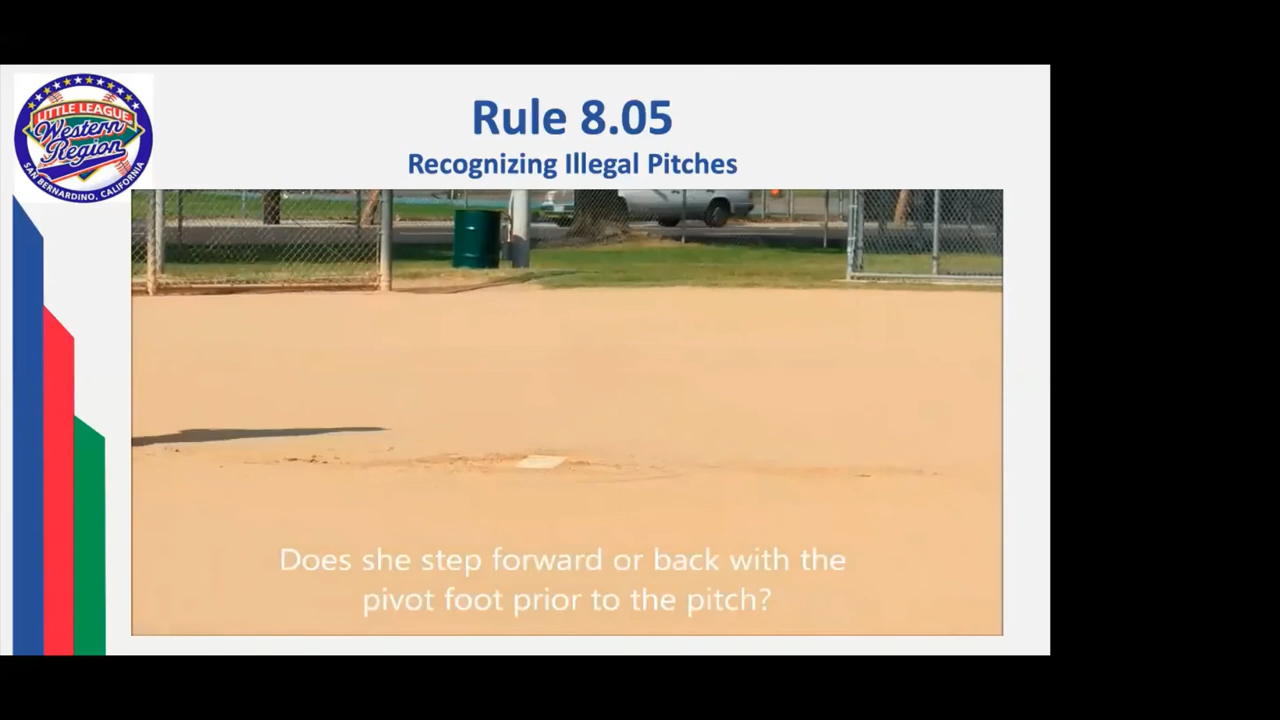 LITTLE LEAGUE
Western
Region
SAN BERNARDINO, CALIFORNIA
Rule 8.05
Recognizing Illegal Pitches
Does she step forward or back with the
pivot foot prior to the pitch?